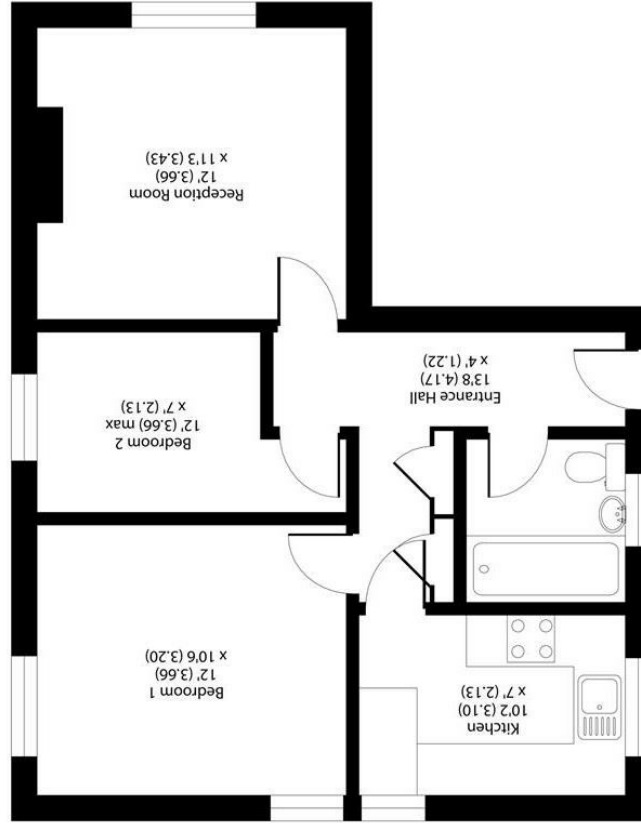 Kitchen
10'2 (3.10)
x 7' (2.13)
Bedroom 1
12' (3.66)
x 10'6 (3.20)
Bedroom 2
12' (3.66) max
x 7' (2.13)
Entrance Hall
13'8 (4.17)
x 4' (1.22)
Reception Room
12' (3.66)
x 11'3 (3.43)